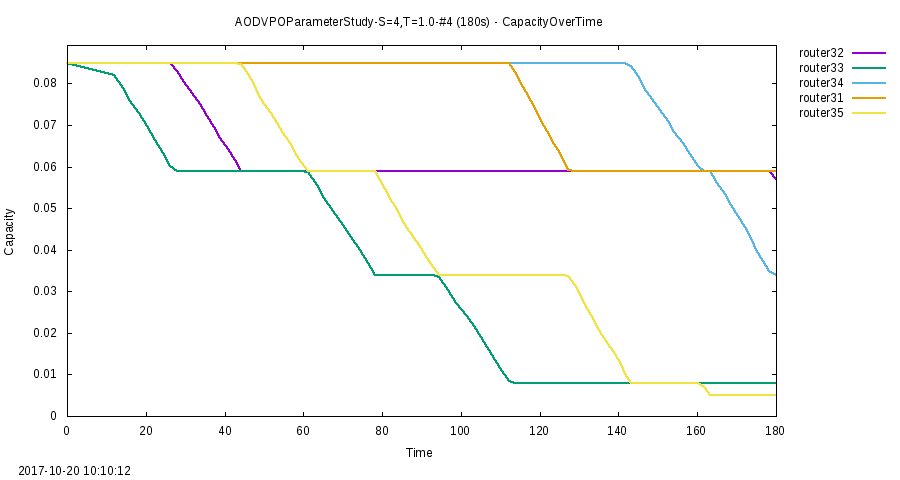 AODVPOParameterStudy-S=4,T=1.0-#4 (180s) - CapacityOverTime
router32
router33
router34
router31
router35
0.08
0.07
0.06
0.05
0.04
0.03
0.02
0.01
0
Capacity
0 20 40 60 80 100 120 140 160 180
Time
2017-10-20 10:10:12